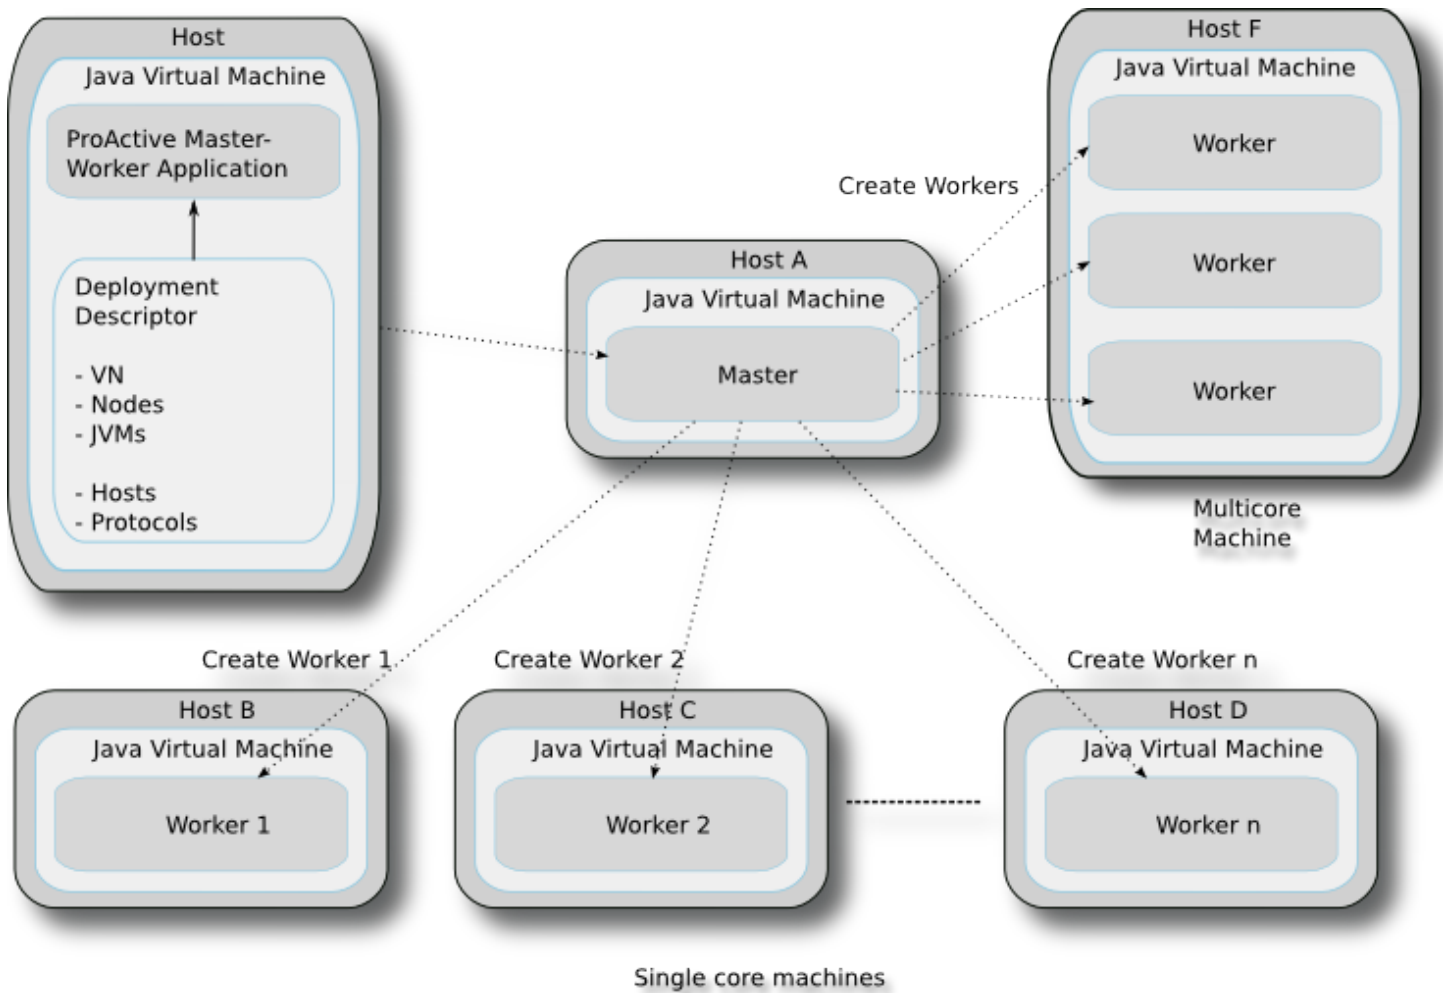 Host
Java Virtual Machine
ProActive Master-
Worker Application
Deployment
Descriptor
- VN
- Nodes
- JVMs
- Hosts
- Protocols
Host A
Java Virtual Machine
Master
Create Workers
Host F
Java Virtual Machine
Worker
Worker
Worker
Multicore
Machine
Create Worker 1
Host B
Java Virtual Machine
Worker 1
Create Worker 2
Host C
Java Virtual Machine
Worker 2
Create Worker n
Host D
Java Virtual Machine
Worker n
Single core machines